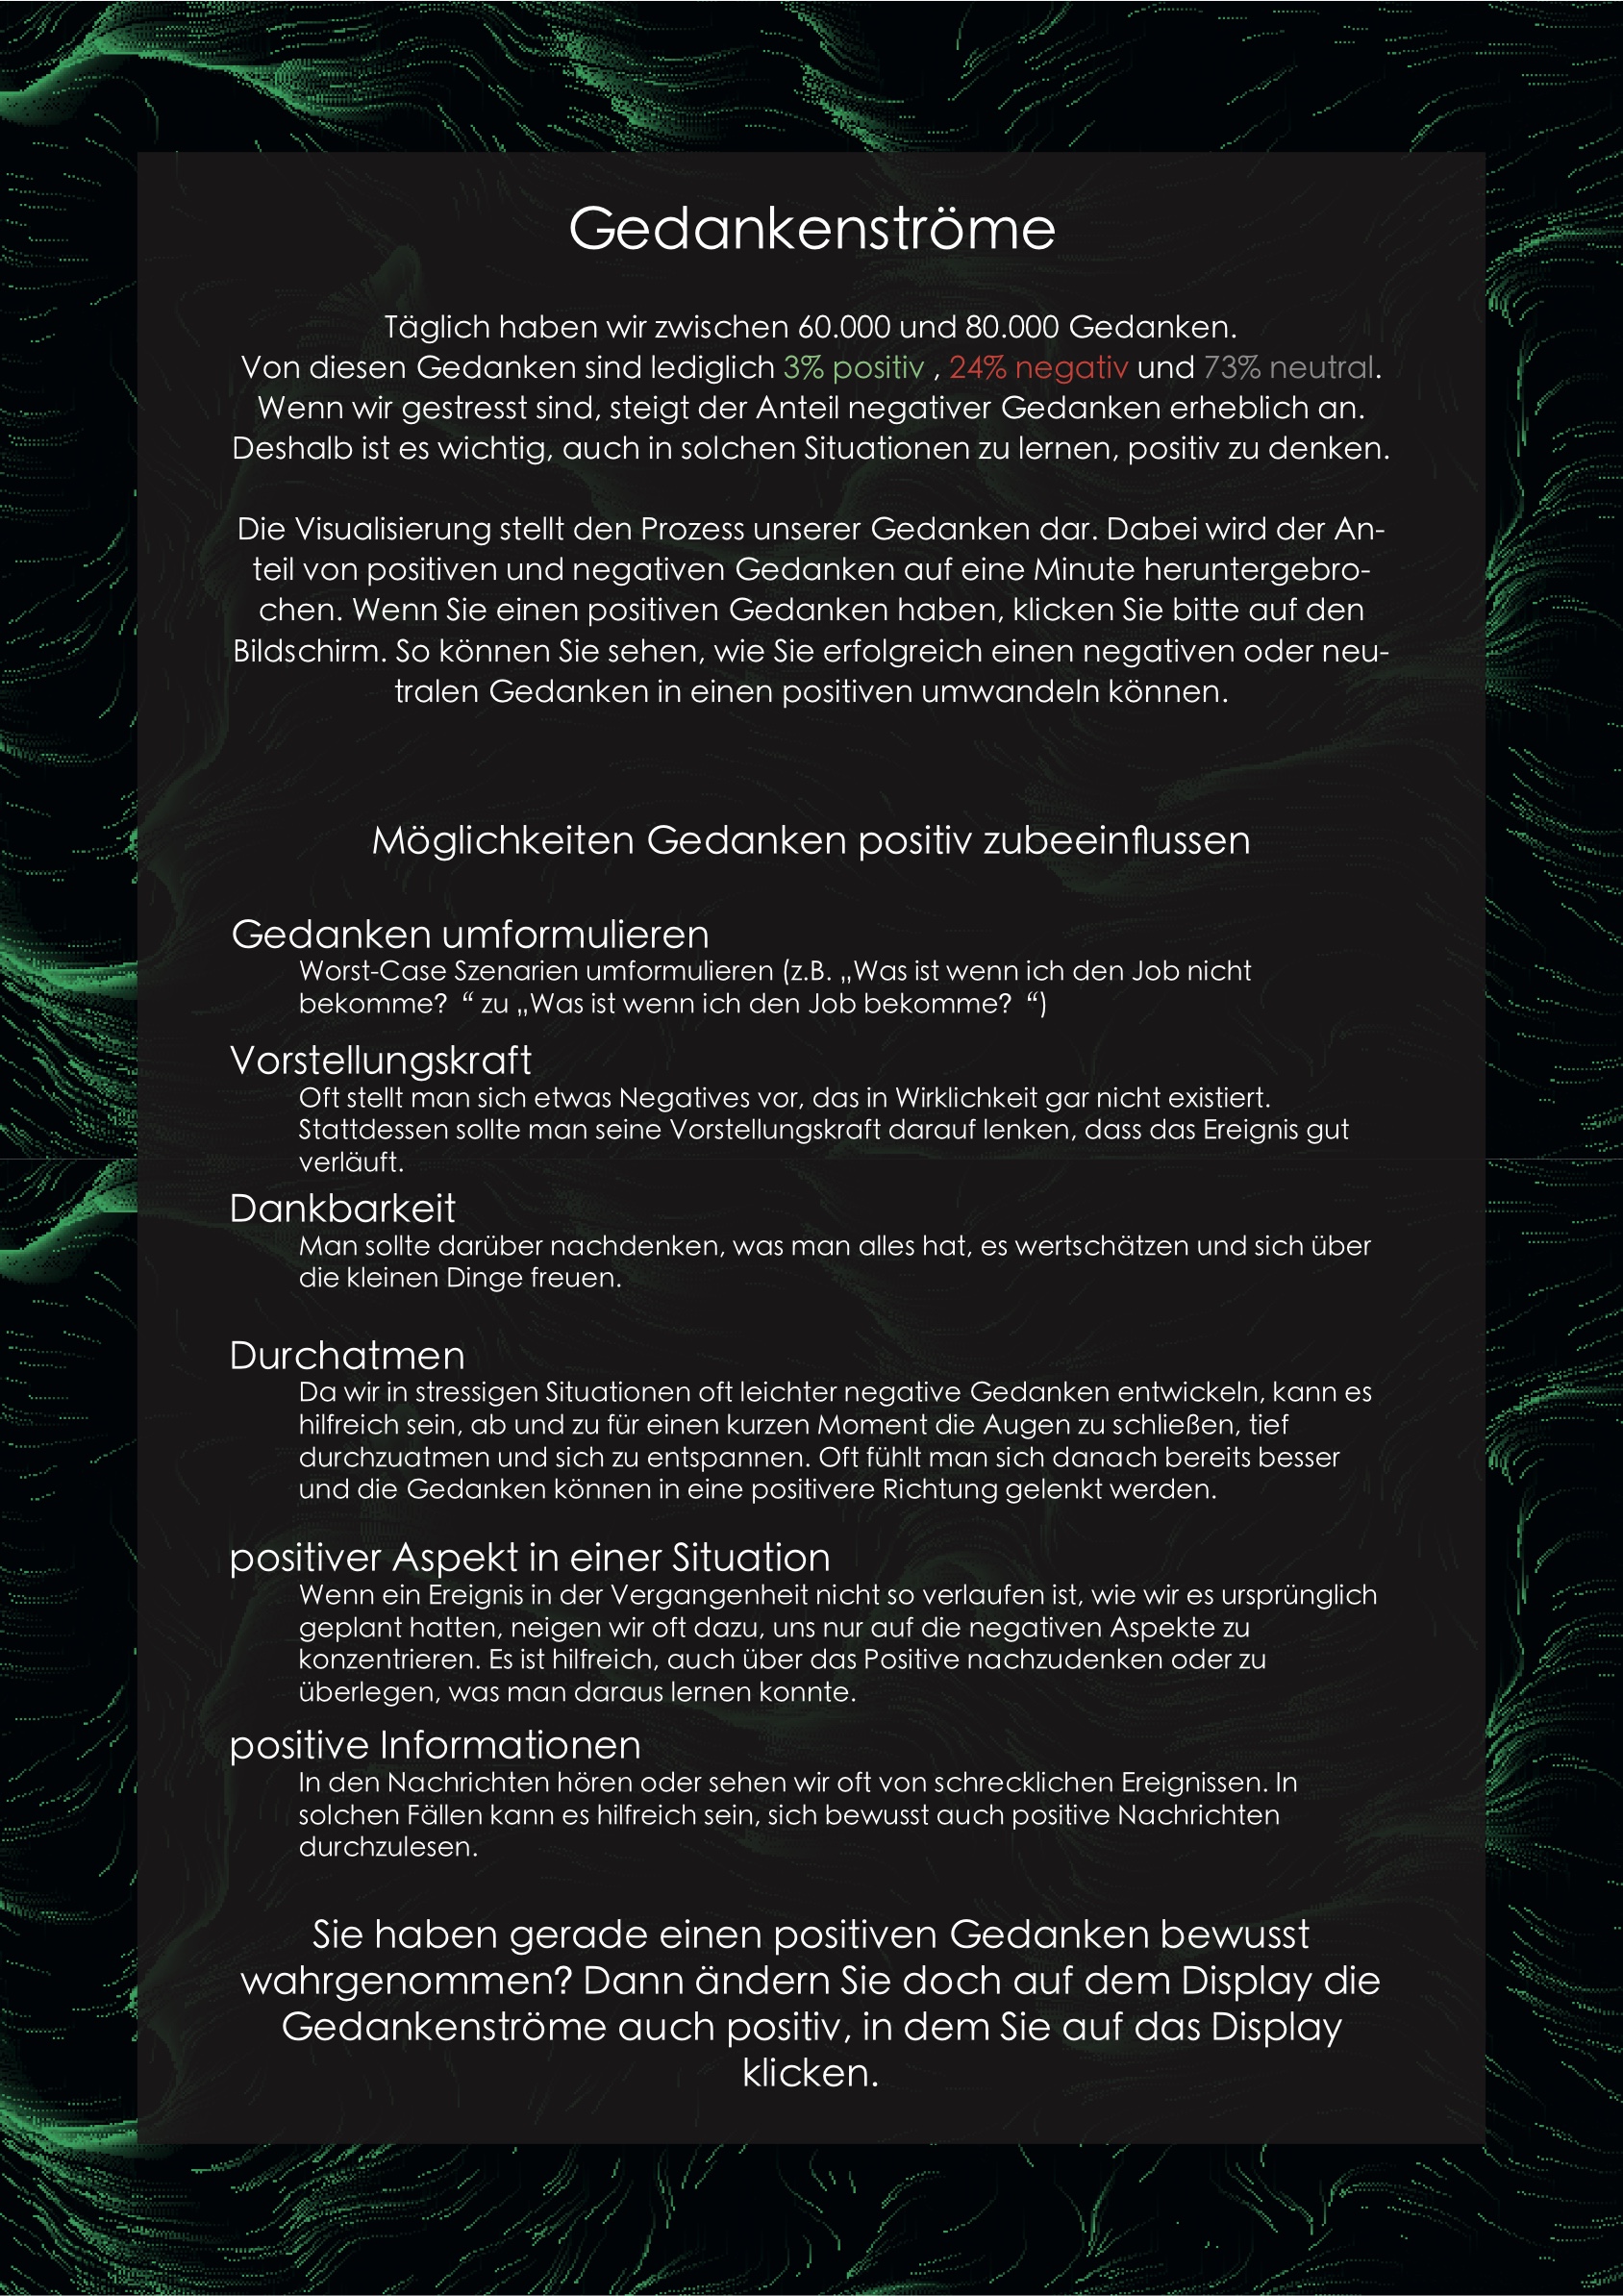 Gedankenströme
Täglich haben wir zwischen 60.000 und 80.000 Gedanken.
Von diesen Gedanken sind lediglich 3% positiv , 24% negativ und 73% neutral.
Wenn wir gestresst sind, steigt der Anteil negativer Gedanken erheblich an.
Deshalb ist es wichtig, auch in solchen Situationen zu lernen, positiv zu denken.
Die Visualisierung stellt den Prozess unserer Gedanken dar. Dabei wird der An-
teil von positiven und negativen Gedanken auf eine Minute heruntergebro-
chen. Wenn Sie einen positiven Gedanken haben, klicken Sie bitte auf den
Bildschirm. So können Sie sehen, wie Sie erfolgreich einen negativen oder neu-
tralen Gedanken in einen positiven umwandeln können.
Möglichkeiten Gedanken positiv zubeeinflussen
Gedanken umformulieren
Worst-Case Szenarien umformulieren (z.B. „Was ist wenn ich den Job nicht
bekomme? “ zu „Was ist wenn ich den Job bekomme? “)
Vorstellungskraft
Oft stellt man sich etwas Negatives vor, das in Wirklichkeit gar nicht existiert.
Stattdessen sollte man seine Vorstellungskraft darauf lenken, dass das Ereignis gut
verläuft.
Dankbarkeit
Man sollte darüber nachdenken, was man alles hat, es wertschätzen und sich über
die kleinen Dinge freuen.
Durchatmen
Da wir in stressigen Situationen oft leichter negative Gedanken entwickeln, kann es
hilfreich sein, ab und zu für einen kurzen Moment die Augen zu schließen, tief
durchzuatmen und sich zu entspannen. Oft fühlt man sich danach bereits besser
und die Gedanken können in eine positivere Richtung gelenkt werden.
positiver Aspekt in einer Situation
Wenn ein Ereignis in der Vergangenheit nicht so verlaufen ist, wie wir es ursprünglich
geplant hatten, neigen wir oft dazu, uns nur auf die negativen Aspekte zu
konzentrieren. Es ist hilfreich, auch über das Positive nachzudenken oder zu
überlegen, was man daraus lernen konnte.
positive Informationen
In den Nachrichten hören oder sehen wir oft von schrecklichen Ereignissen. In
solchen Fällen kann es hilfreich sein, sich bewusst auch positive Nachrichten
durchzulesen.
Sie haben gerade einen positiven Gedanken bewusst
wahrgenommen? Dann ändern Sie doch auf dem Display die
Gedankenströme auch positiv, in dem Sie auf das Display
klicken.